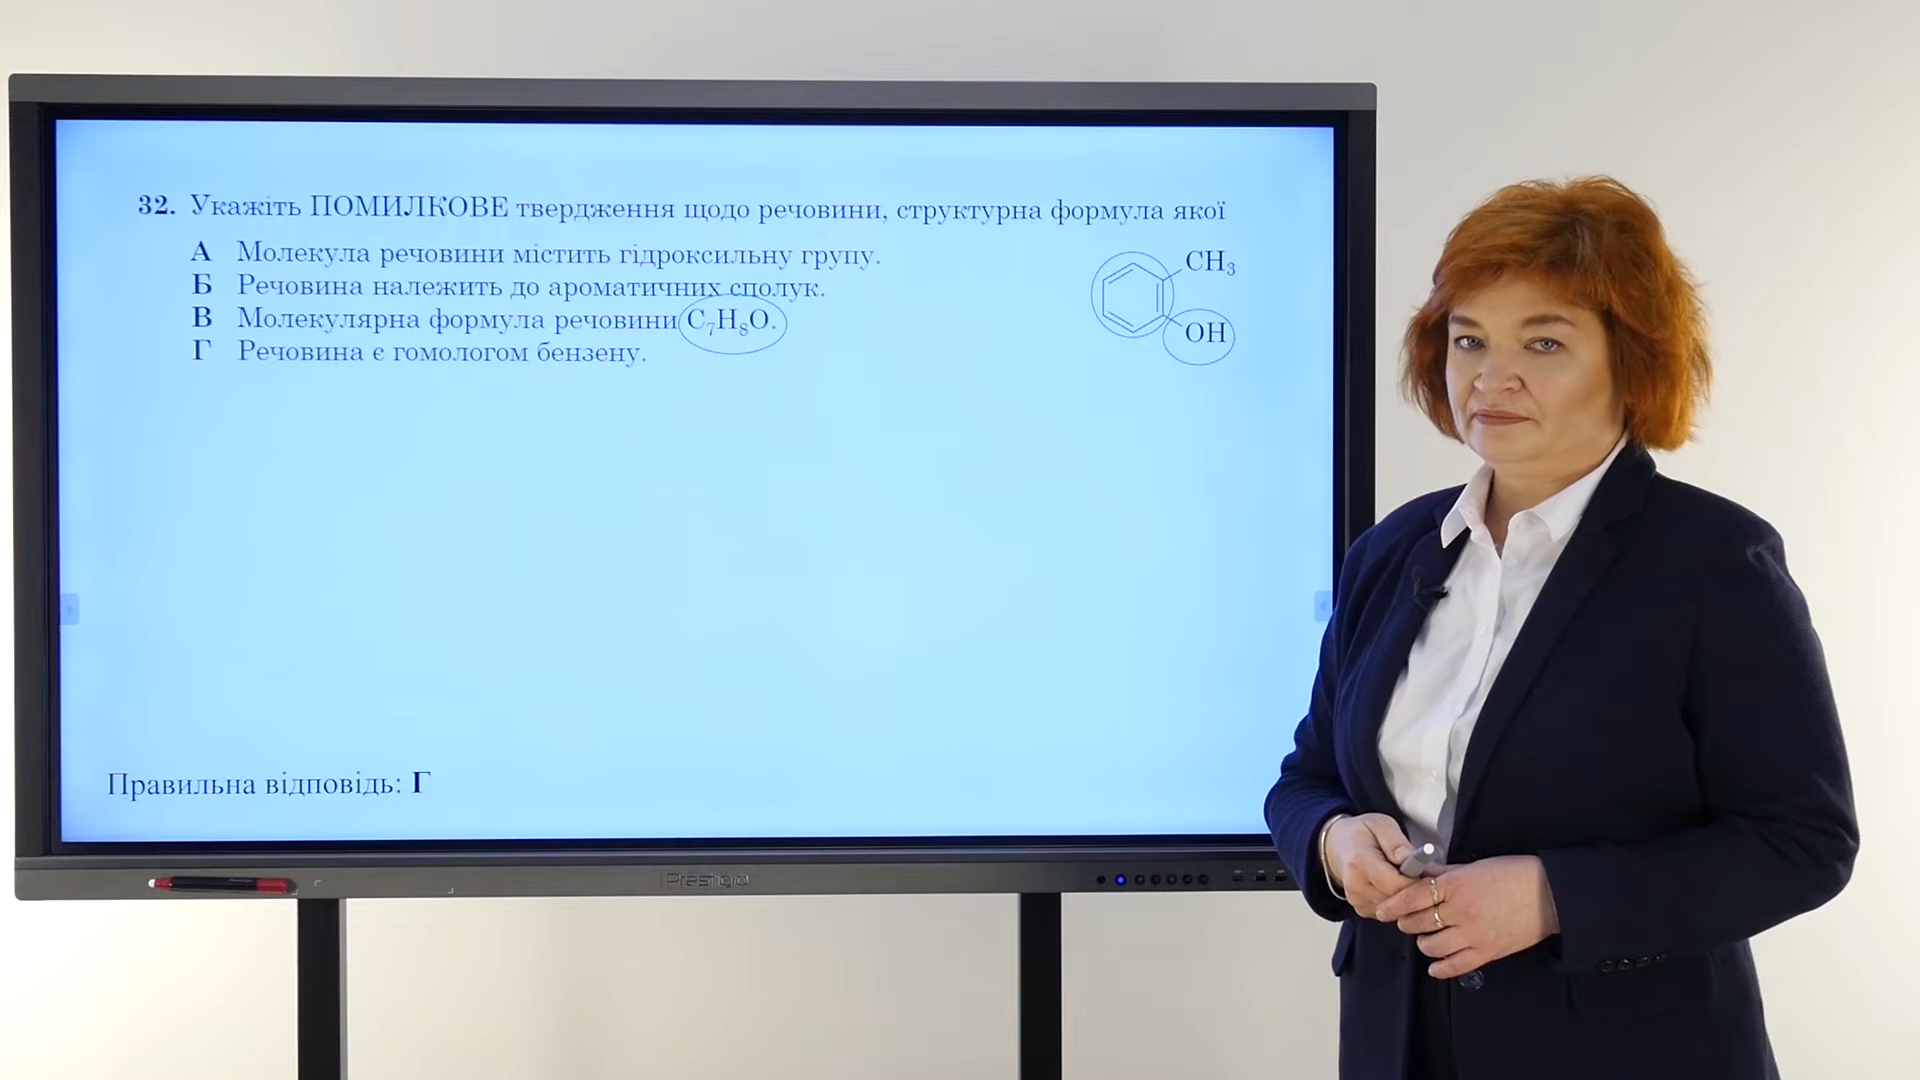 32. Укажіть ПОМИЛКОВЕ твердження щодо речовини, структурна формула якої
А Молекула речовини містить гідроксильну групу.
Б Речовина належить до ароматичних сполук.
В Молекулярна формула речовини C₇H₈O.
Г Речовина є гомологом бензену.
CH₃
OH
Правильна відповідь: Г
Prestigio